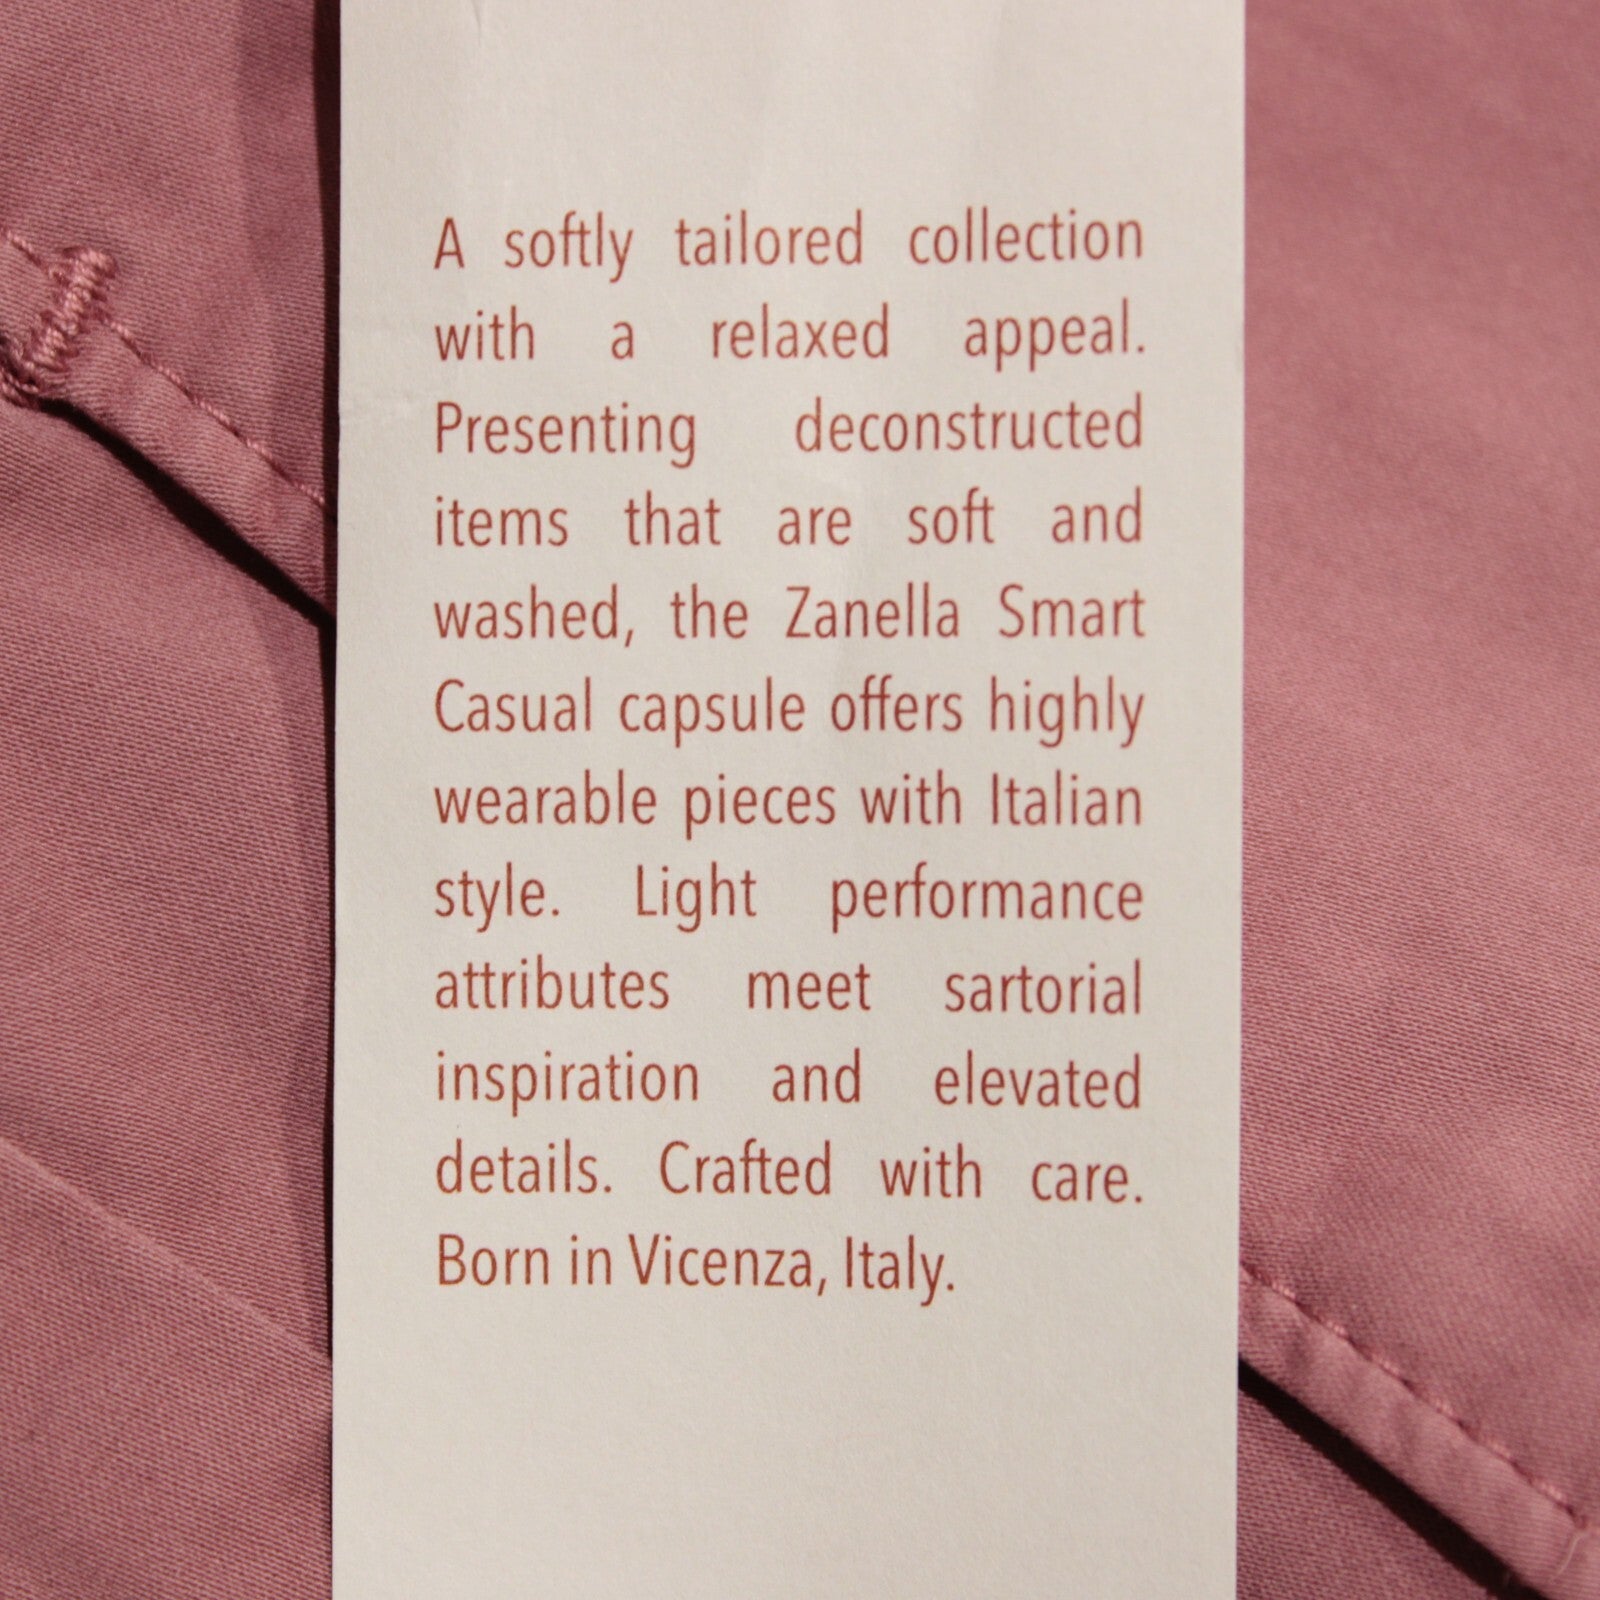 A softly tailored collection
with a relaxed appeal.
Presenting deconstructed
items that are soft and
washed, the Zanella Smart
Casual capsule offers highly
wearable pieces with Italian
style. Light performance
attributes meet sartorial
inspiration and elevated
details. Crafted with care.
Born in Vicenza, Italy.